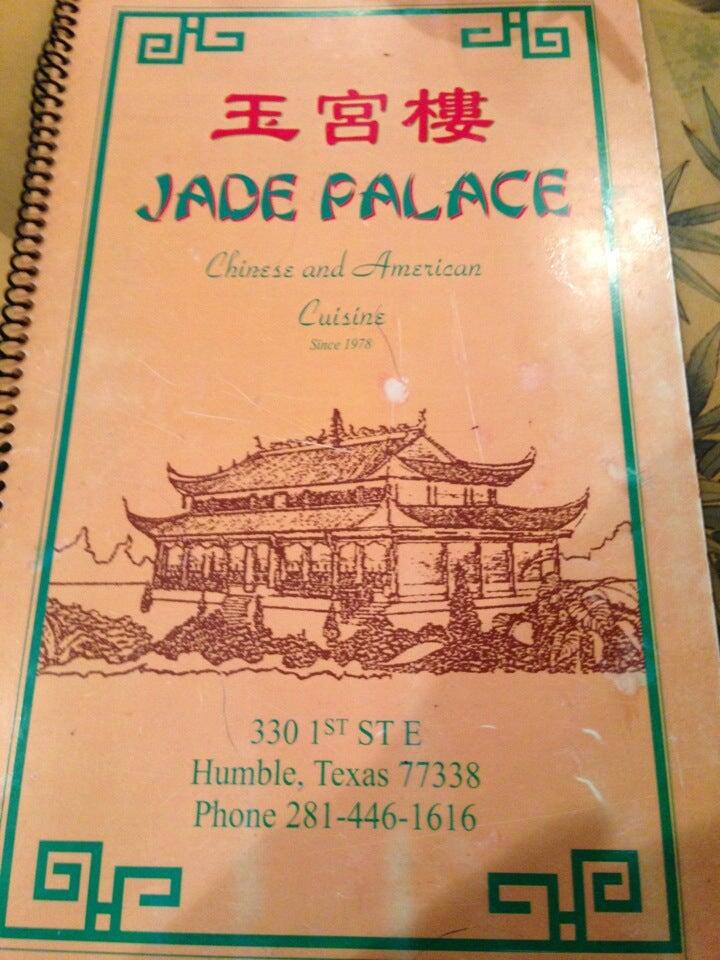 玉宮樓
JADE PALACE
Chinese and American
Cuisine
Since 1978
330 1ST ST E
Humble, Texas 77338
Phone 281-446-1616